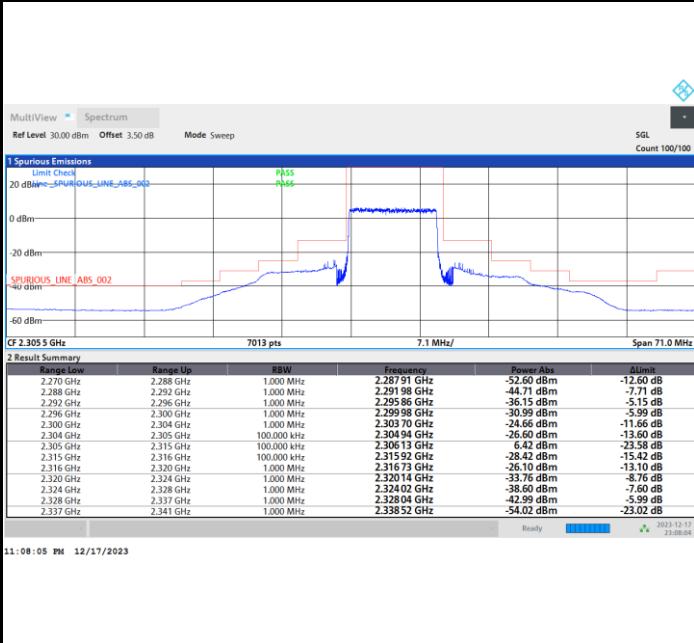 MultiView Spectrum
Ref Level 30.00 dBm Offset 3.50 dB Mode Sweep SGL
Count 100/100
1 Spurious Emissions
Limit Check PASS
Line _SPURIOUS_LINE_ABS_002 PASS
20 dBm
0 dBm
-20 dBm
SPURIOUS_LINE_ABS_002
-40 dBm
-60 dBm
CF 2.305 5 GHz 7013 pts 7.1 MHz/ Span 71.0 MHz
2 Result Summary
Range Low Range Up RBW Frequency Power Abs ΔLimit
2.270 GHz 2.288 GHz 1.000 MHz 2.287 91 GHz -52.60 dBm -12.60 dB
2.288 GHz 2.292 GHz 1.000 MHz 2.291 98 GHz -44.71 dBm -7.71 dB
2.292 GHz 2.296 GHz 1.000 MHz 2.295 86 GHz -36.15 dBm -5.15 dB
2.296 GHz 2.300 GHz 1.000 MHz 2.299 98 GHz -30.99 dBm -5.99 dB
2.300 GHz 2.304 GHz 1.000 MHz 2.303 70 GHz -24.66 dBm -11.66 dB
2.304 GHz 2.305 GHz 100.000 kHz 2.304 94 GHz -26.60 dBm -13.60 dB
2.305 GHz 2.315 GHz 100.000 kHz 2.306 13 GHz 6.42 dBm -23.58 dB
2.315 GHz 2.316 GHz 100.000 kHz 2.315 92 GHz -28.42 dBm -15.42 dB
2.316 GHz 2.320 GHz 1.000 MHz 2.316 73 GHz -26.10 dBm -13.10 dB
2.320 GHz 2.324 GHz 1.000 MHz 2.320 14 GHz -33.76 dBm -8.76 dB
2.324 GHz 2.328 GHz 1.000 MHz 2.324 02 GHz -38.60 dBm -7.60 dB
2.328 GHz 2.337 GHz 1.000 MHz 2.328 04 GHz -42.99 dBm -5.99 dB
2.337 GHz 2.341 GHz 1.000 MHz 2.338 52 GHz -54.02 dBm -23.02 dB
Ready 2023-12-17
23:08:04
11:08:05 PM 12/17/2023